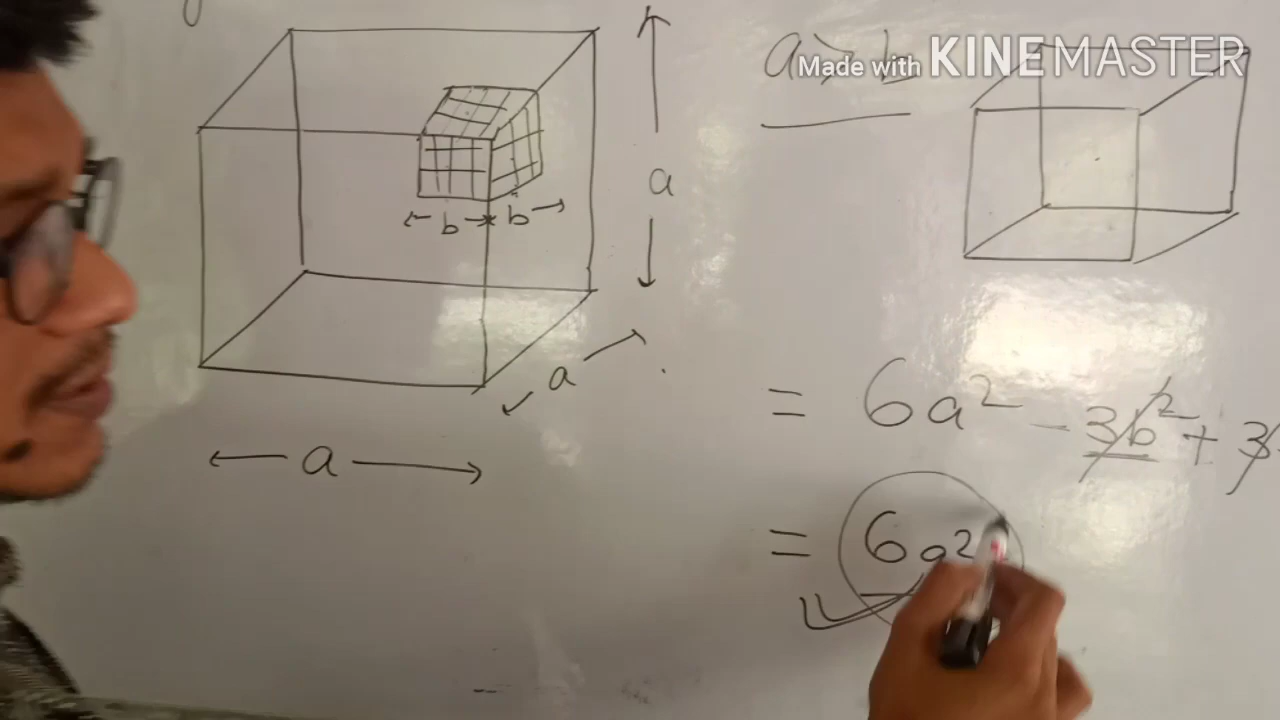 a > b
Made with KINEMASTER
a
b b
a
a
= 6a² - 3b² + 3
= 6a²